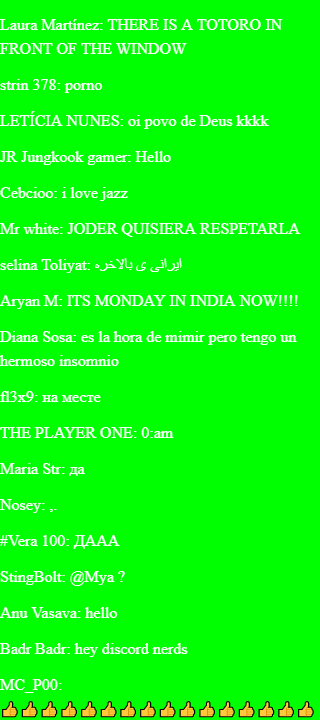 Laura Martínez: THERE IS A TOTORO IN
FRONT OF THE WINDOW
strin 378: porno
LETÍCIA NUNES: oi povo de Deus kkkk
JR Jungkook gamer: Hello
Cebcioo: i love jazz
Mr white: JODER QUISIERA RESPETARLA
selina Toliyat: ایرانی ی بالاخره
Aryan M: ITS MONDAY IN INDIA NOW!!!!
Diana Sosa: es la hora de mimir pero tengo un
hermoso insomnio
fl3x9: на месте
THE PLAYER ONE: 0:am
Maria Str: да
Nosey: ,.
#Vera 100: ДААА
StingBolt: @Mya ?
Anu Vasava: hello
Badr Badr: hey discord nerds
MC_P00:
👍👍👍👍👍👍👍👍👍👍👍👍👍👍👍👍